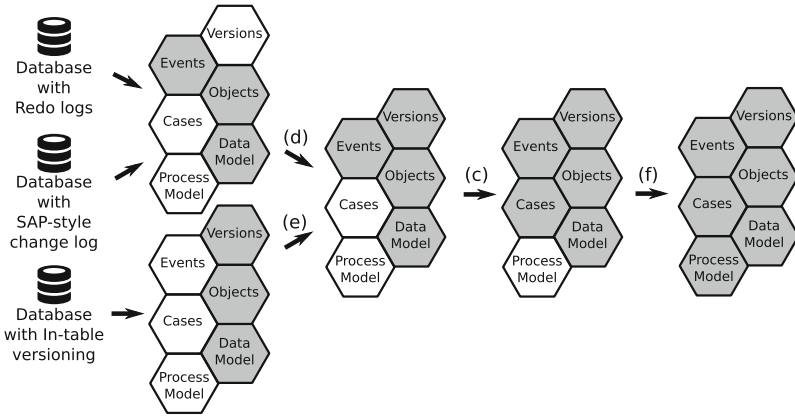 Database
with
Redo logs
Database
with
SAP-style
change log
Database
with In-table
versioning
Versions
Events
Objects
Cases
Data
Model
Process
Model
Versions
Events
Objects
Cases
Data
Model
Process
Model
(d)
(e)
Versions
Events
Objects
Cases
Data
Model
Process
Model
(c)
Versions
Events
Objects
Cases
Data
Model
Process
Model
(f)
Versions
Events
Objects
Cases
Data
Model
Process
Model